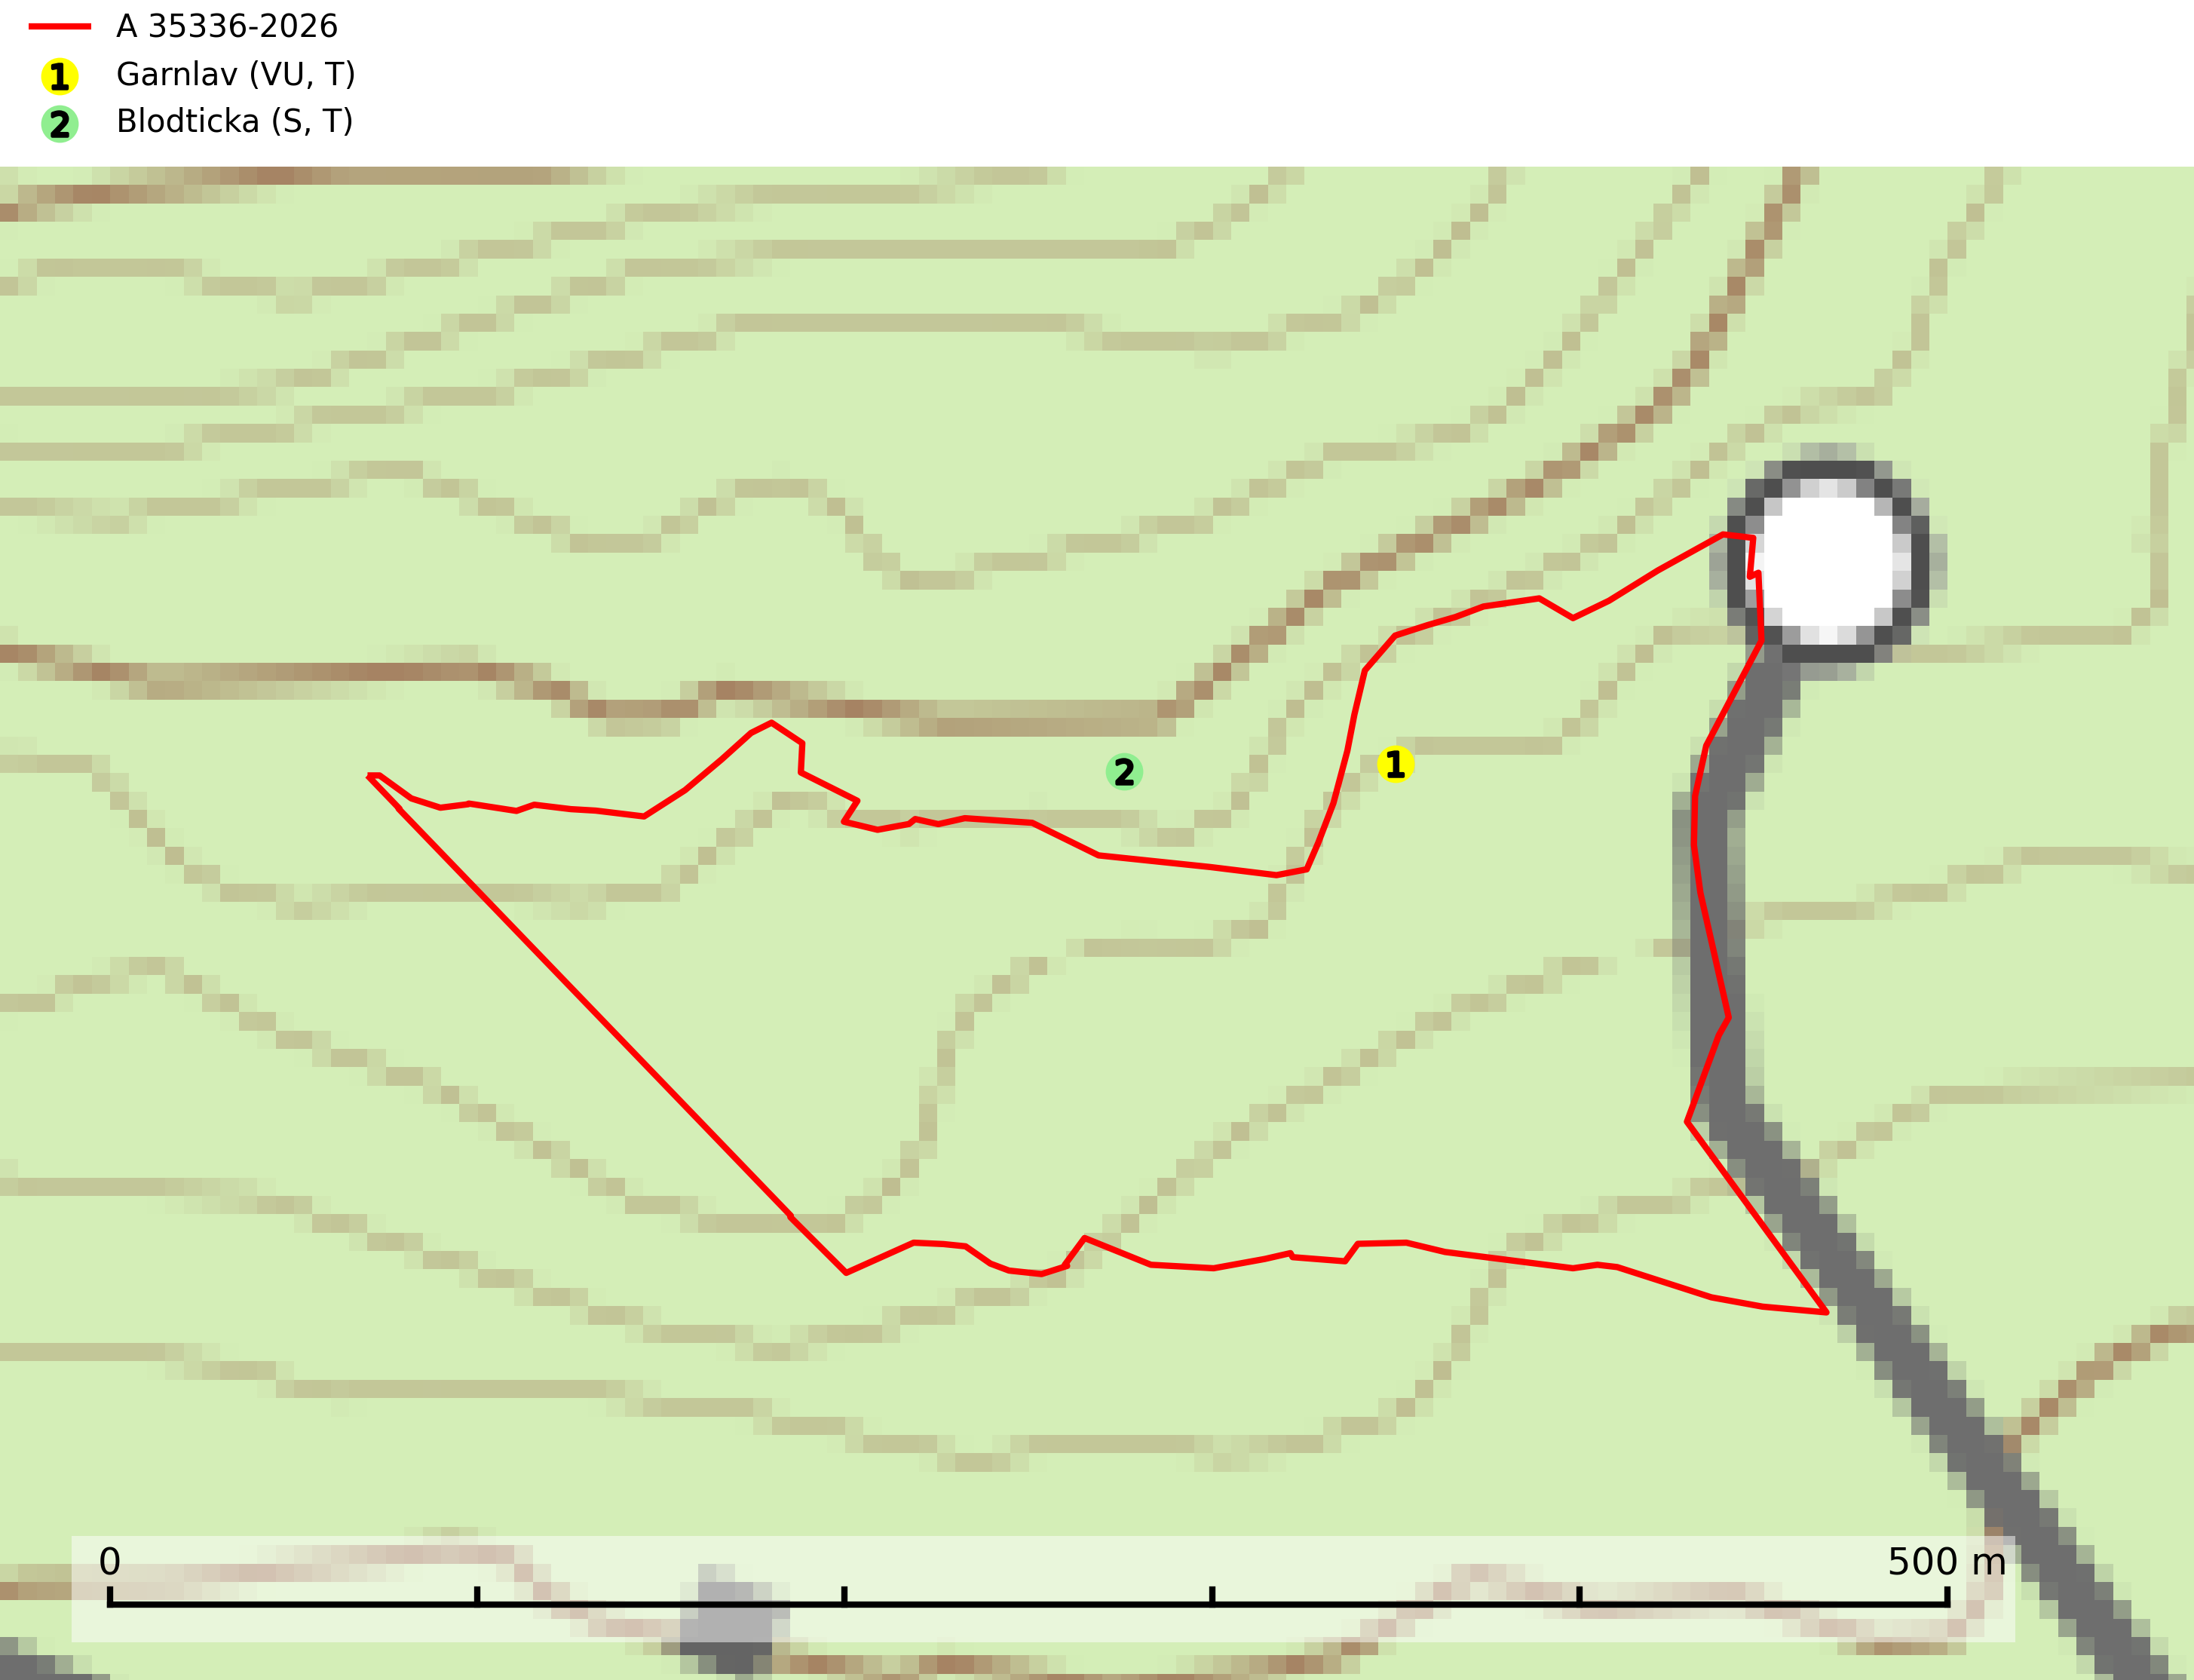 A 35336-2026
1 Garnlav (VU, T)
2 Blodticka (S, T)
2
1
0 500 m